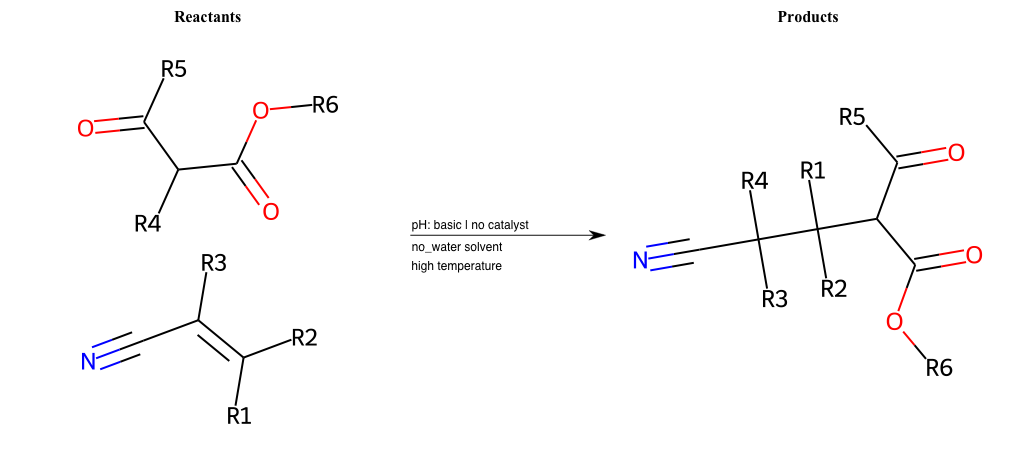 Reactants
Products
R5
O
O
R6
R4
O
R3
N
R2
R1
pH: basic | no catalyst
no_water solvent
high temperature
R5
O
R4
R1
N
O
R3
R2
O
R6